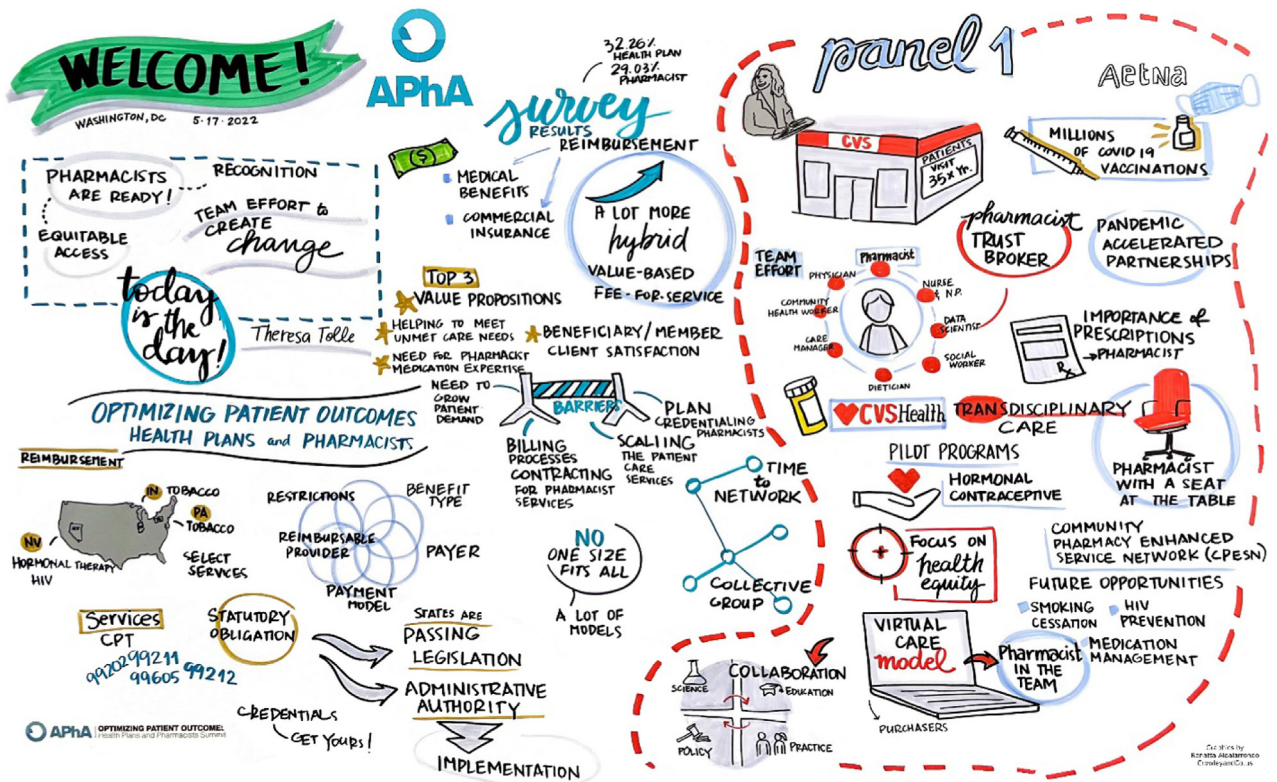 WELCOME!
WASHINGTON, DC 5·17·2022
PHARMACISTS
ARE READY!
RECOGNITION
EQUITABLE
ACCESS
TEAM EFFORT to
CREATE
change
today
is the
day!
Theresa Tolle
APhA
32.26%
HEALTH PLAN
29.03%
PHARMACIST
survey
RESULTS
REIMBURSEMENT
$
MEDICAL
BENEFITS
COMMERCIAL
INSURANCE
A LOT MORE
hybrid
VALUE-BASED
FEE-FOR-SERVICE
TOP 3
VALUE PROPOSITIONS
HELPING TO MEET
UNMET CARE NEEDS
NEED FOR PHARMACIST
MEDICATION EXPERTISE
BENEFICIARY/MEMBER
CLIENT SATISFACTION
OPTIMIZING PATIENT OUTCOMES
HEALTH PLANS and PHARMACISTS
NEED TO
GROW
PATIENT
DEMAND
BARRIERS
PLAN
CREDENTIALING
PHARMACISTS
BILLING
PROCESSES
CONTRACTING
FOR PHARMACIST
SERVICES
SCALING
THE PATIENT
CARE
SERVICES
REIMBURSEMENT
IN TOBACCO
PA
TOBACCO
NV
HORMONAL THERAPY
HIV
SELECT
SERVICES
RESTRICTIONS
BENEFIT
TYPE
REIMBURSABLE
PROVIDER
PAYER
PAYMENT
MODEL
NO
ONE SIZE
FITS ALL
A LOT OF
MODELS
TIME
to
NETWORK
COLLECTIVE
GROUP
Services
CPT
99202 99211
99605 99212
STATUTORY
OBLIGATION
STATES ARE
PASSING
LEGISLATION
ADMINISTRATIVE
AUTHORITY
IMPLEMENTATION
CREDENTIALS
GET YOURS!
APhA OPTIMIZING PATIENT OUTCOMES
Health Plans and Pharmacists Summit
panel 1
Aetna
CVS
PATIENTS
VISIT
35x Yr.
MILLIONS
OF COVID 19
VACCINATIONS
pharmacist
TRUST
BROKER
PANDEMIC
ACCELERATED
PARTNERSHIPS
TEAM
EFFORT
Pharmacist
PHYSICIAN
NURSE
& N.P.
COMMUNITY
HEALTH WORKER
DATA
SCIENTIST
CARE
MANAGER
SOCIAL
WORKER
DIETICIAN
IMPORTANCE of
PRESCRIPTIONS
PHARMACIST
Rx
CVSHealth
TRANSDISCIPLINARY
CARE
PHARMACIST
WITH A SEAT
AT THE TABLE
PILOT PROGRAMS
HORMONAL
CONTRACEPTIVE
FOCUS ON
health
equity
COMMUNITY
PHARMACY ENHANCED
SERVICE NETWORK (CPESN)
FUTURE OPPORTUNITIES
SMOKING
CESSATION
HIV
PREVENTION
MEDICATION
MANAGEMENT
VIRTUAL
CARE
model
Pharmacist
IN THE
TEAM
PURCHASERS
COLLABORATION
SCIENCE
EDUCATION
POLICY
PRACTICE
Graphics by